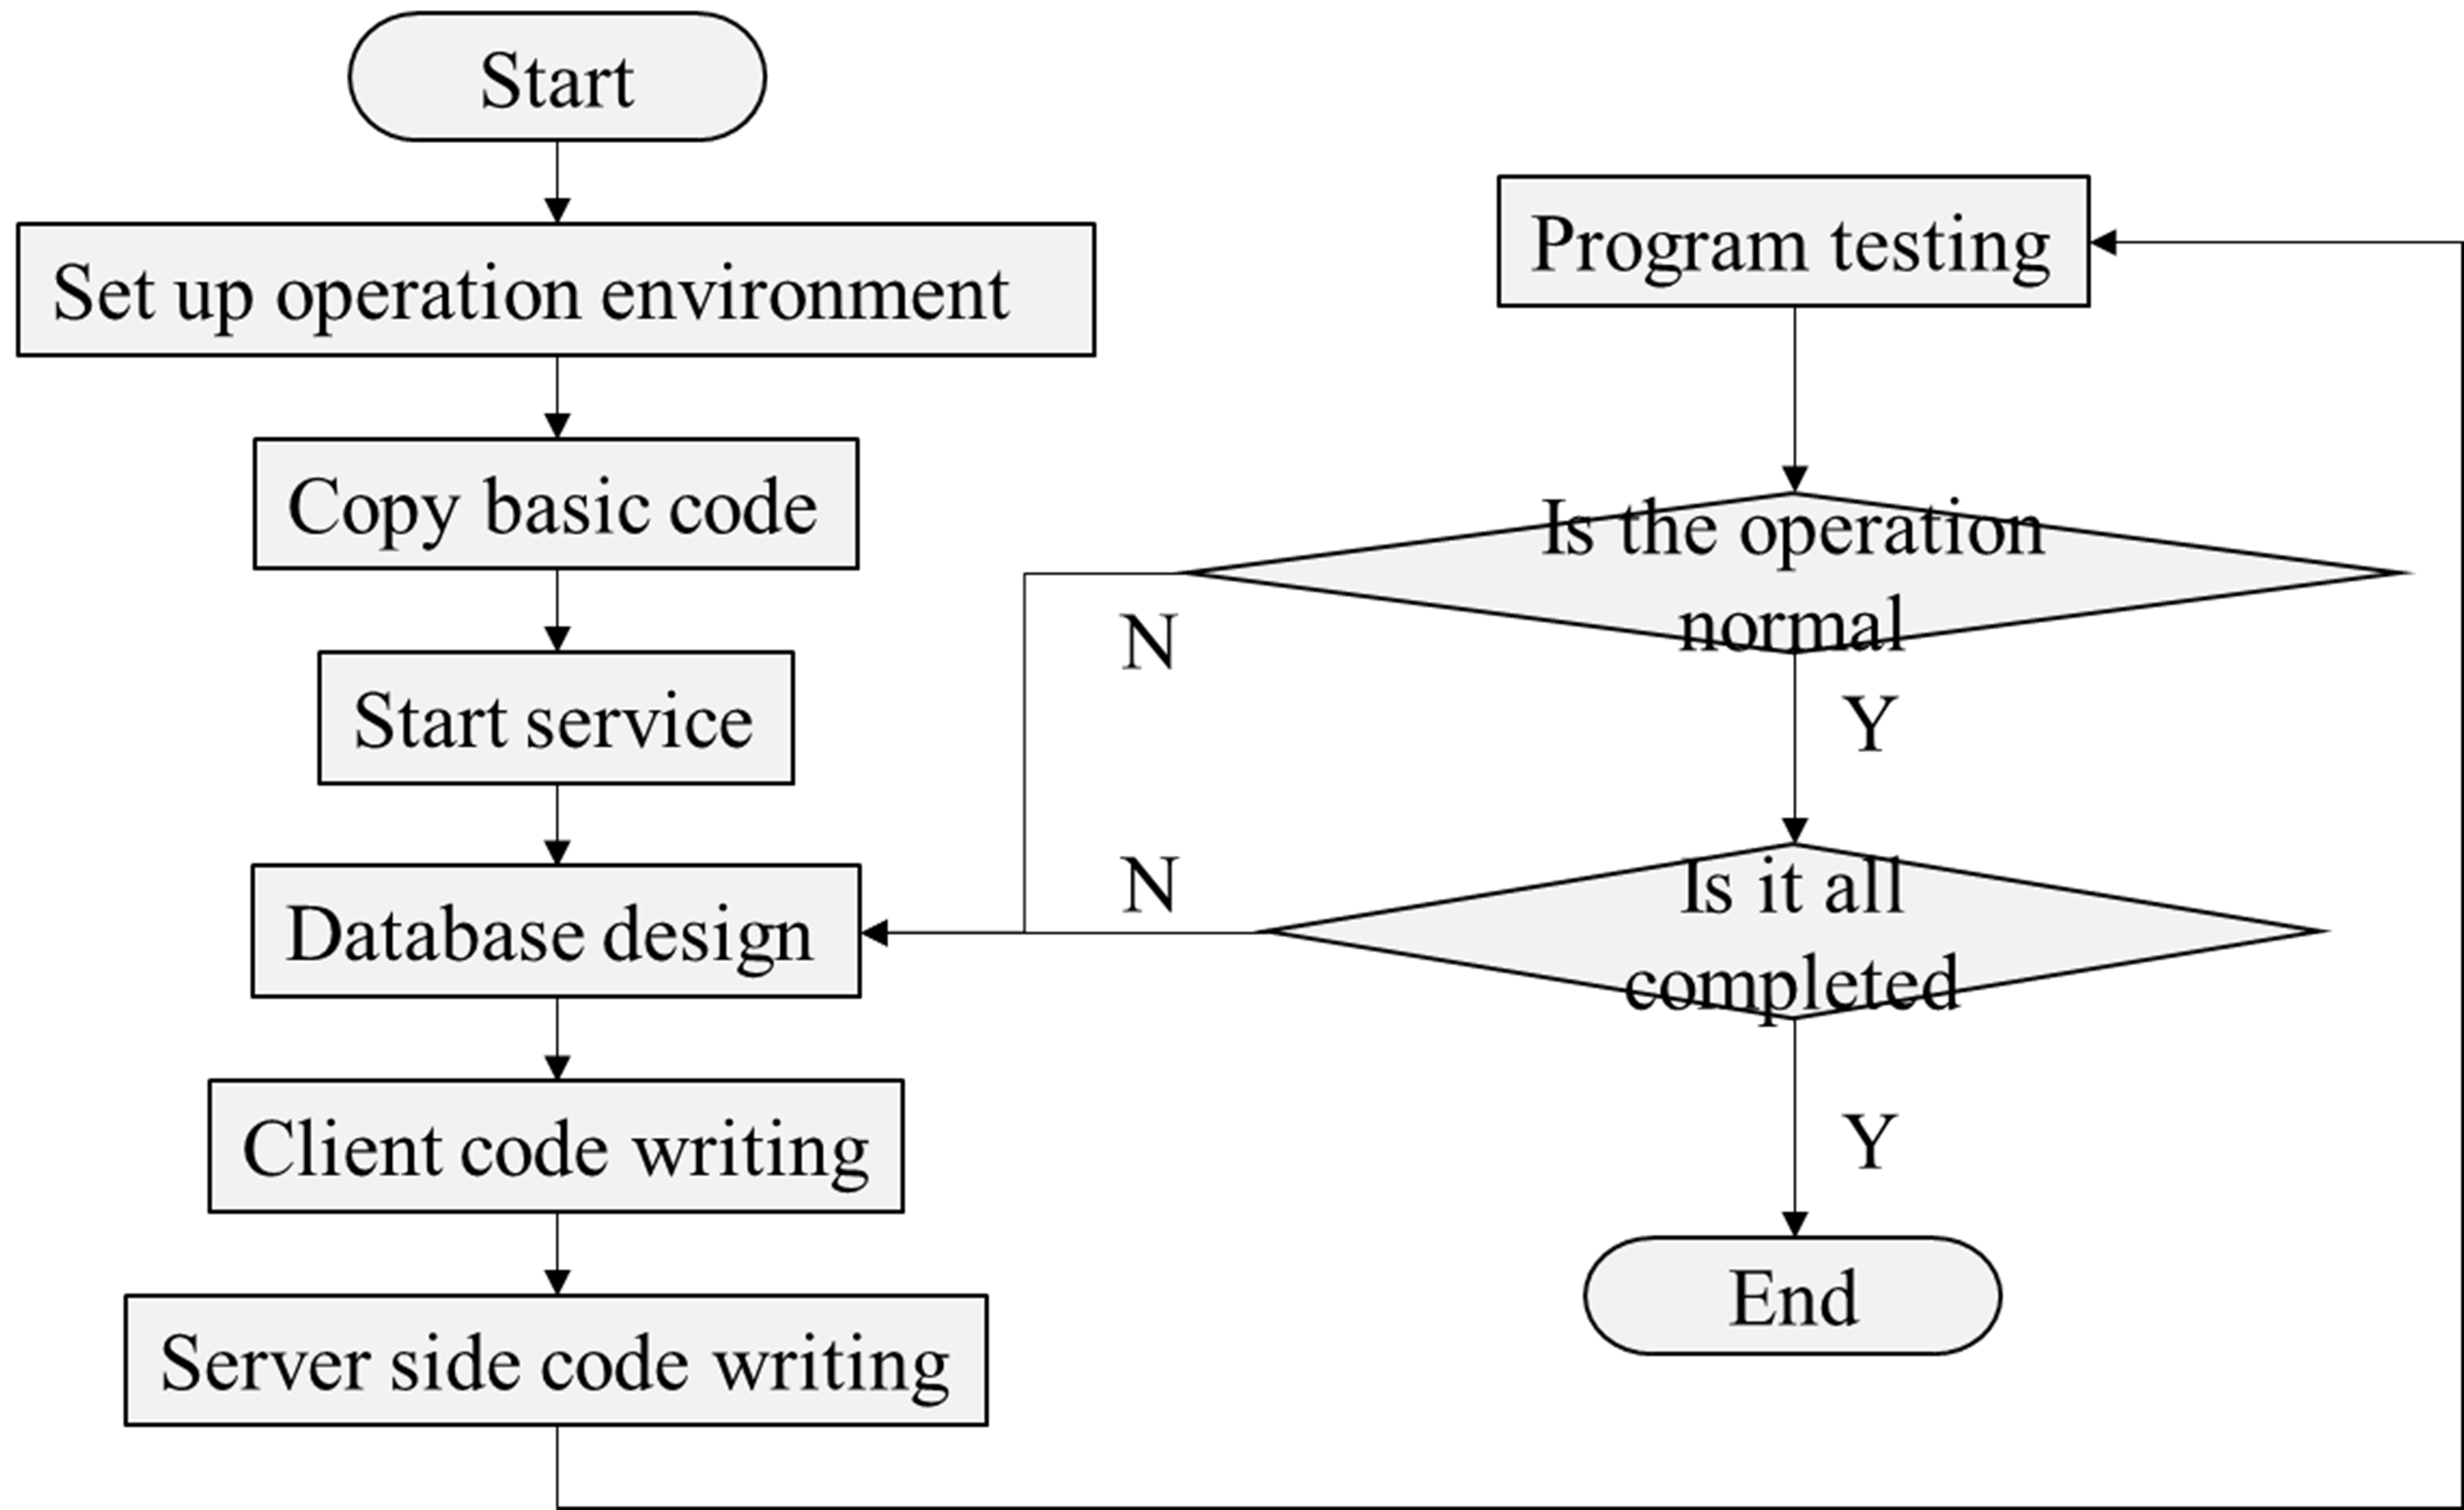 Start
Set up operation environment
Copy basic code
Start service
Database design
Client code writing
Server side code writing
Program testing
Is the operation
normal
N
Y
Is it all
completed
N
Y
End